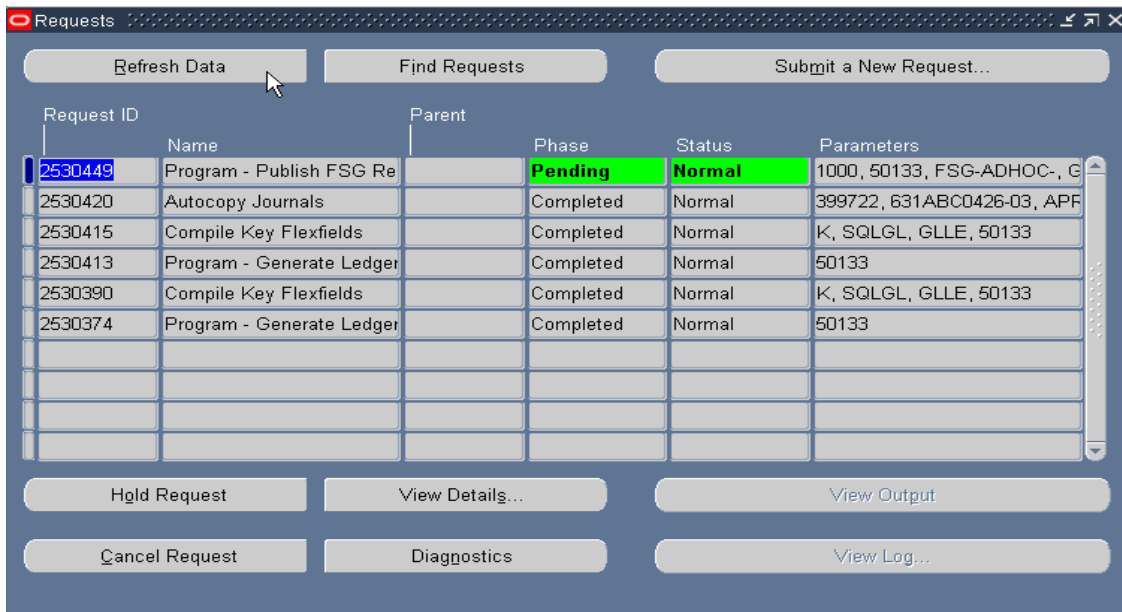 Requests
Refresh Data Find Requests Submit a New Request...
Request ID Parent
Name Phase Status Parameters
2530449 Program - Publish FSG Re Pending Normal 1000, 50133, FSG-ADHOC-, G
2530420 Autocopy Journals Completed Normal 399722, 631ABC0426-03, APR
2530415 Compile Key Flexfields Completed Normal K, SQLGL, GLLE, 50133
2530413 Program - Generate Ledger Completed Normal 50133
2530390 Compile Key Flexfields Completed Normal K, SQLGL, GLLE, 50133
2530374 Program - Generate Ledger Completed Normal 50133
Hold Request View Details... View Output
Cancel Request Diagnostics View Log...